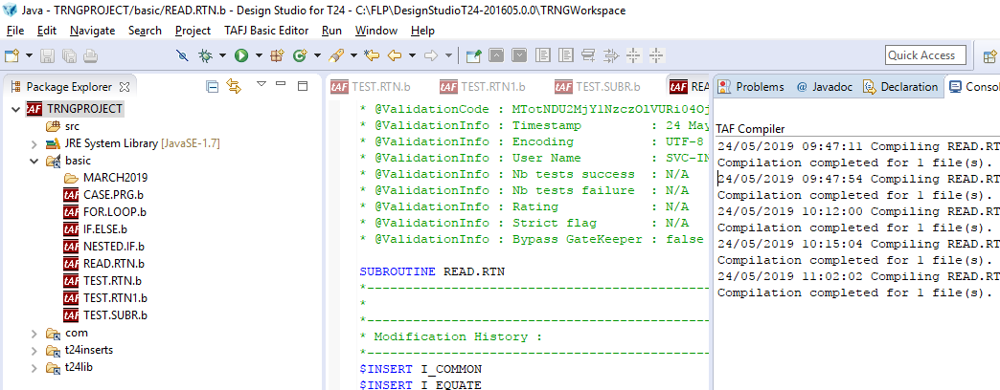 Java - TRNGPROJECT/basic/READ.RTN.b - Design Studio for T24 - C:\FLP\DesignStudioT24-201605.0.0\TRNGWorkspace
File Edit Navigate Search Project TAFJ Basic Editor Run Window Help
Quick Access
Package Explorer
TRNGPROJECT
src
JRE System Library [JavaSE-1.7]
basic
MARCH2019
CASE.PRG.b
FOR.LOOP.b
IF.ELSE.b
NESTED.IF.b
READ.RTN.b
TEST.RTN.b
TEST.RTN1.b
TEST.SUBR.b
com
t24inserts
t24lib
TEST.RTN.b TEST.RTN1.b TEST.SUBR.b REA
* @ValidationCode :
* @ValidationInfo : Timestamp : 24 May
* @ValidationInfo : Encoding : UTF-8
* @ValidationInfo : User Name : SVC-IN
* @ValidationInfo : Nb tests success : N/A
* @ValidationInfo : Nb tests failure : N/A
* @ValidationInfo : Rating : N/A
* @ValidationInfo : Strict flag : N/A
* @ValidationInfo : Bypass GateKeeper : false
SUBROUTINE READ.RTN
*-----------------------------------------------
*
*-----------------------------------------------
* Modification History :
*-----------------------------------------------
$INSERT I_COMMON
$INSERT I_EQUATE
Problems @ Javadoc Declaration Conso
TAF Compiler
24/05/2019 09:47:11 Compiling READ.RT
Compilation completed for 1 file(s).
24/05/2019 09:47:54 Compiling READ.RT
Compilation completed for 1 file(s).
24/05/2019 10:12:00 Compiling READ.RT
Compilation completed for 1 file(s).
24/05/2019 10:15:04 Compiling READ.RT
Compilation completed for 1 file(s).
24/05/2019 11:02:02 Compiling READ.RT
Compilation completed for 1 file(s).